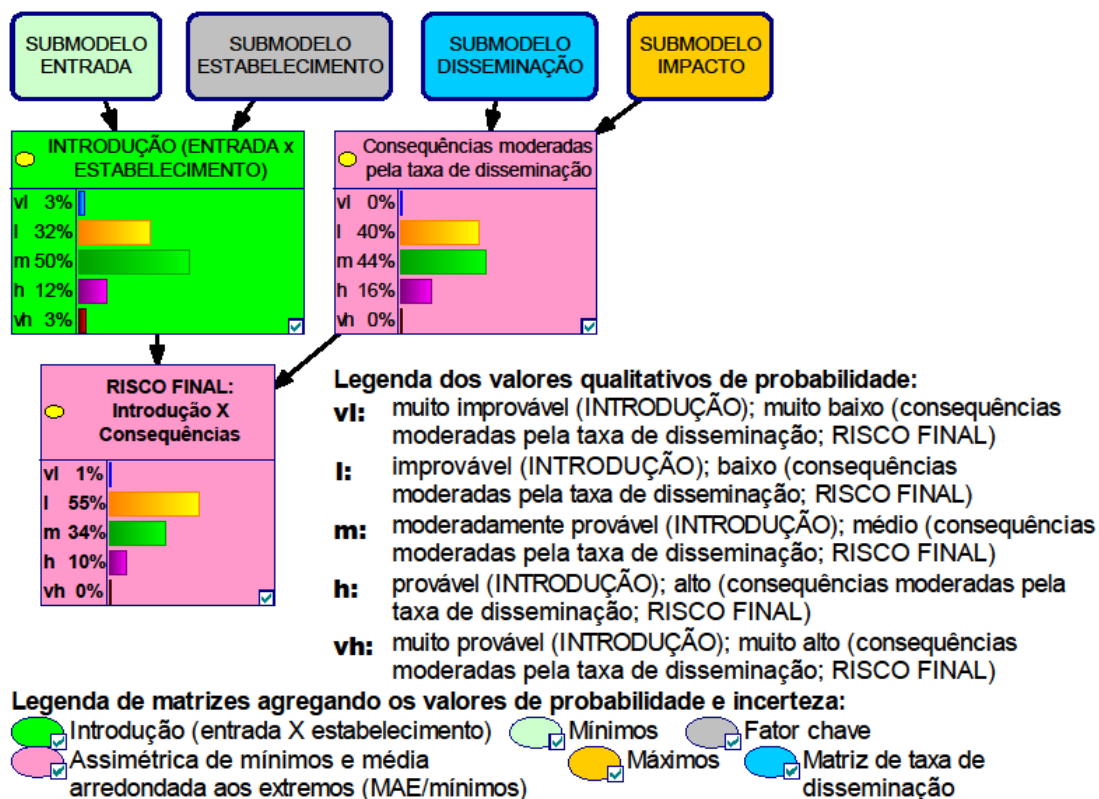 SUBMODELO
ENTRADA
SUBMODELO
ESTABELECIMENTO
SUBMODELO
DISSEMINAÇÃO
SUBMODELO
IMPACTO
INTRODUÇÃO (ENTRADA x
ESTABELECIMENTO)
vl 3%
l 32%
m 50%
h 12%
vh 3%
Consequências moderadas
pela taxa de disseminação
vl 0%
l 40%
m 44%
h 16%
vh 0%
RISCO FINAL:
Introdução X
Consequências
vl 1%
l 55%
m 34%
h 10%
vh 0%
Legenda dos valores qualitativos de probabilidade:
vl: muito improvável (INTRODUÇÃO); muito baixo (consequências
moderadas pela taxa de disseminação; RISCO FINAL)
l: improvável (INTRODUÇÃO); baixo (consequências
moderadas pela taxa de disseminação; RISCO FINAL)
m: moderadamente provável (INTRODUÇÃO); médio (consequências
moderadas pela taxa de disseminação; RISCO FINAL)
h: provável (INTRODUÇÃO); alto (consequências moderadas pela
taxa de disseminação; RISCO FINAL)
vh: muito provável (INTRODUÇÃO); muito alto (consequências
moderadas pela taxa de disseminação; RISCO FINAL)
Legenda de matrizes agregando os valores de probabilidade e incerteza:
Introdução (entrada X estabelecimento) Mínimos Fator chave
Assimétrica de mínimos e média
arredondada aos extremos (MAE/mínimos)
Máximos
Matriz de taxa de
disseminação